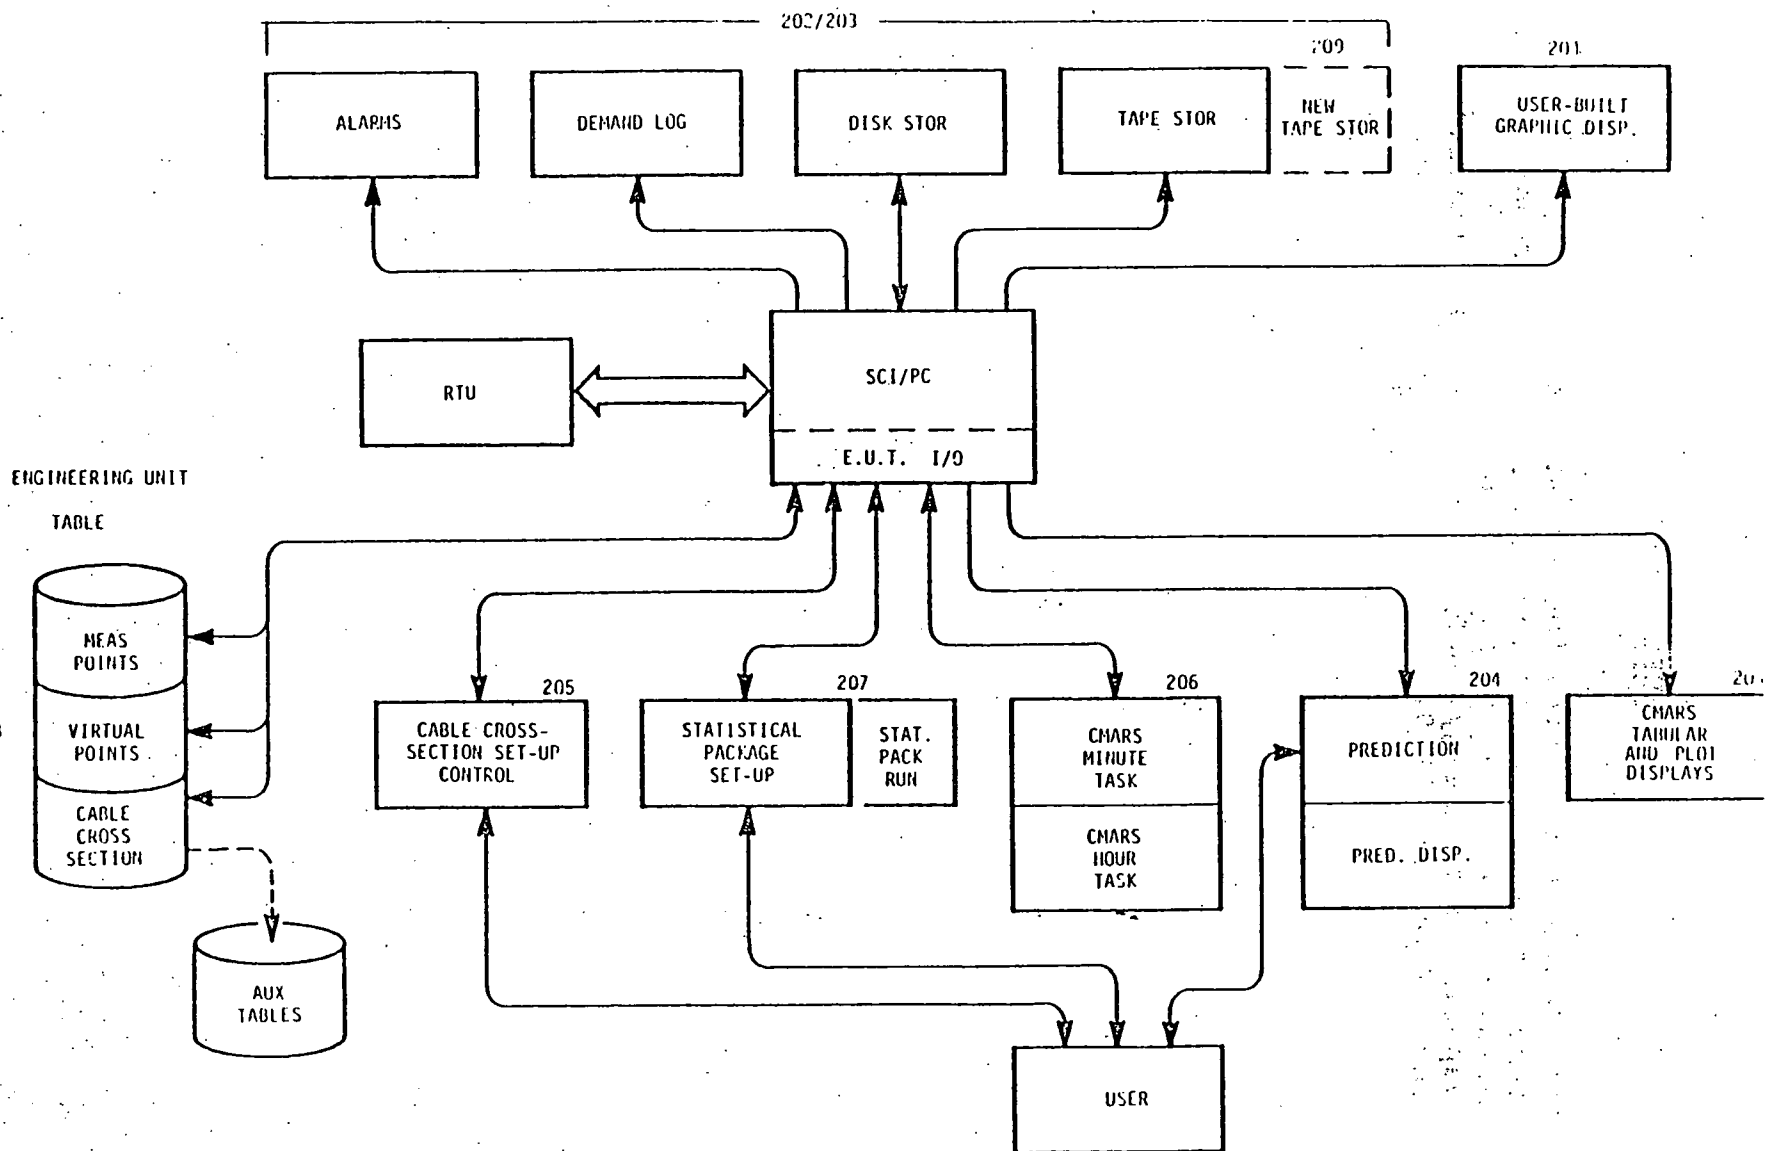 202/203
209
201
ALARMS
DEMAND LOG
DISK STOR
TAPE STOR
NEW
TAPE STOR
USER-BUILT
GRAPHIC DISP.
RTU
SCI/PC
E.U.T. I/O
ENGINEERING UNIT
TABLE
MEAS
POINTS
VIRTUAL
POINTS
CABLE
CROSS
SECTION
AUX
TABLES
205
CABLE CROSS-
SECTION SET-UP
CONTROL
207
STATISTICAL
PACKAGE
SET-UP
STAT.
PACK
RUN
206
CMARS
MINUTE
TASK
CMARS
HOUR
TASK
204
PREDICTION
PRED. DISP.
CMARS
TABULAR
AND PLOT
DISPLAYS
USER